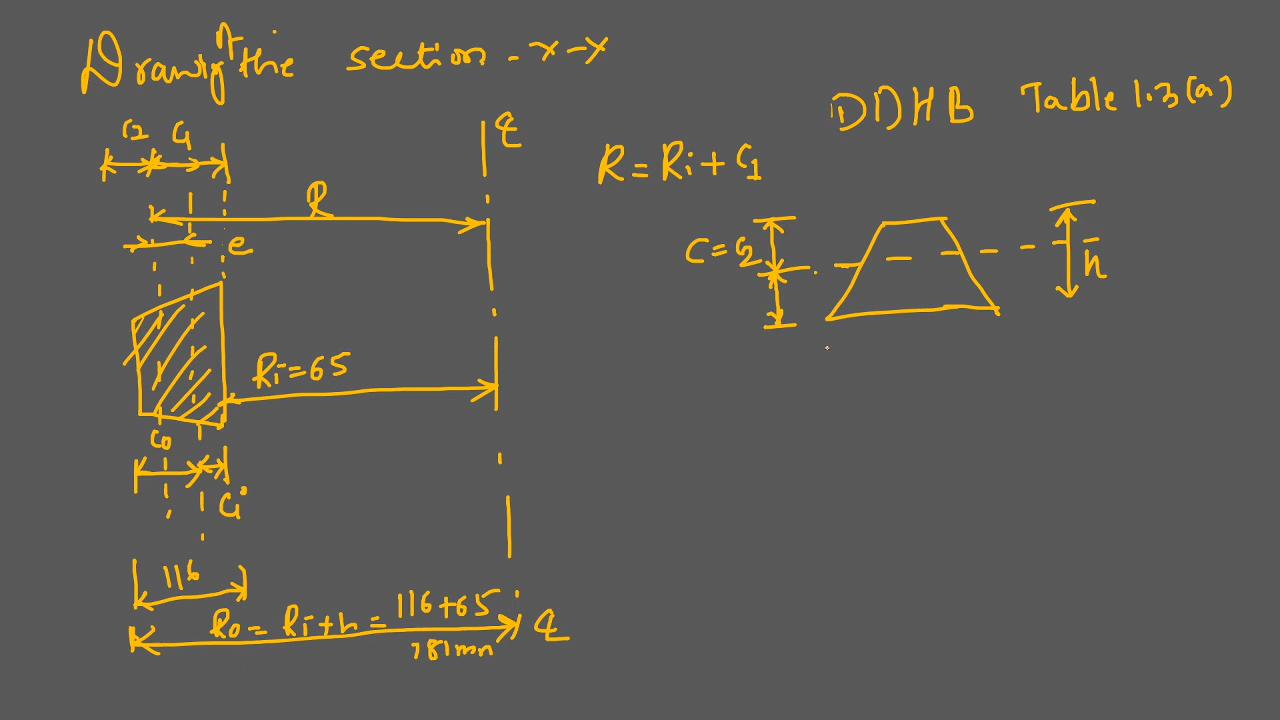 Drawing the section - x-x
DDHB Table 1.3(a)
C2 C1
R = Ri + C1
R
e
C = C2
h
Ri = 65
Co
Ci
116
Ro = Ri + h = 116+65
181mm